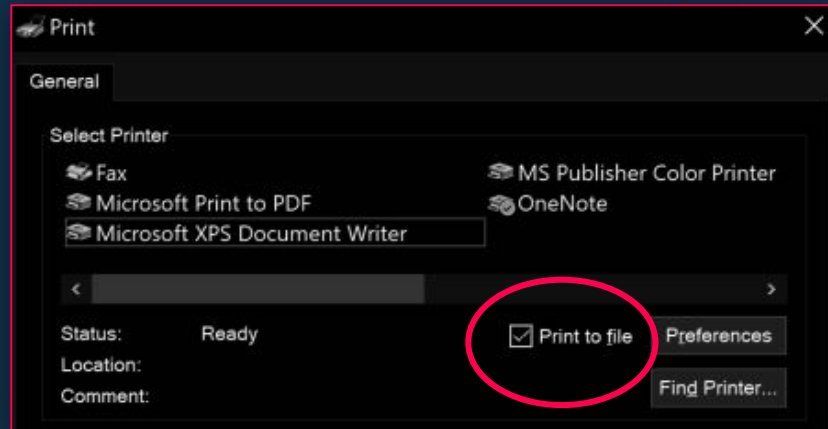 Print
General
Select Printer
Fax
Microsoft Print to PDF
Microsoft XPS Document Writer
MS Publisher Color Printer
OneNote
Status: Ready
Location:
Comment:
Print to file
Preferences
Find Printer...